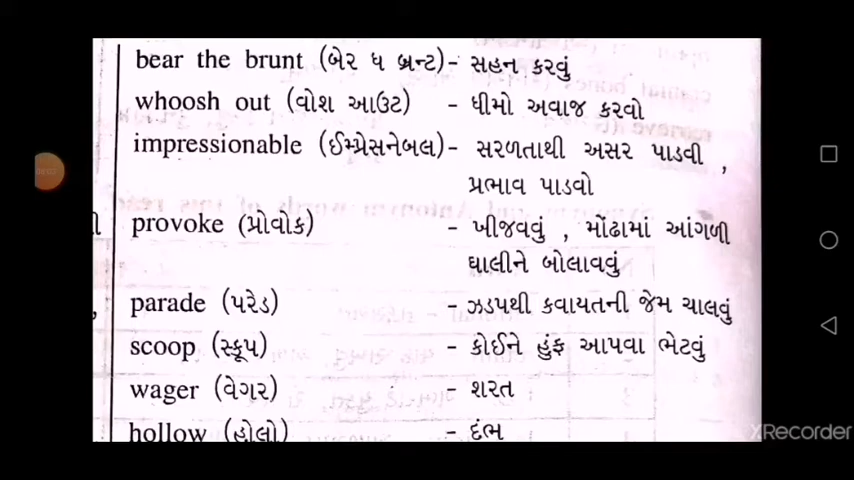 bear the brunt (બેર ધ બ્રન્ટ) - સહન કરવું
whoosh out (વોશ આઉટ) - ધીમો અવાજ કરવો
impressionable (ઈમ્પ્રેસનેબલ) - સરળતાથી અસર પાડવી ,
પ્રભાવ પાડવો
provoke (પ્રોવોક) - ખીજવવું , મોંઢામાં આંગળી
ઘાલીને બોલાવવું
parade (પરેડ) - ઝડપથી કવાયતની જેમ ચાલવું
scoop (સ્કૂપ) - કોઈને હુંફ આપવા ભેટવું
wager (વેગર) - શરત
hollow (હોલો) - દંભ
XRecorder